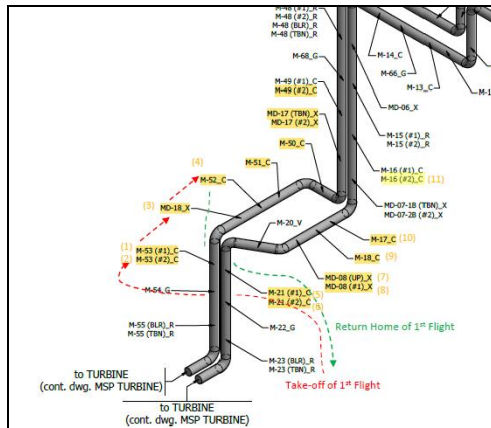 M-48 (#1)_R
M-48 (#2)_R
M-48 (BLR)_R
M-48 (TBN)_R
M-14_C
M-66_G
M-13_C
M-68_G
M-49 (#1)_C
M-49 (#2)_C
MD-06_X
MD-17 (TBN)_X
MD-17 (#2)_X
M-15 (#1)_R
M-15 (#2)_R
M-50_C
M-16 (#1)_C
M-16 (#2)_C (11)
M-51_C
(4)
M-52_C
MD-07-1B (TBN)_X
MD-07-2B (#2)_X
(3) MD-18_X
M-20_V
M-17_C (10)
(1) M-53 (#1)_C
(2) M-53 (#2)_C
M-18_C (9)
MD-08 (UP)_X (7)
MD-08 (#1)_X (8)
M-54_G
M-21 (#1)_C (5)
M-21 (#2)_C (6)
M-22_G
Return Home of 1st Flight
M-55 (BLR)_R
M-55 (TBN)_R
M-23 (BLR)_R
M-23 (TBN)_R
to TURBINE
(cont. dwg. MSP TURBINE)
Take-off of 1st Flight
to TURBINE
(cont. dwg. MSP TURBINE)